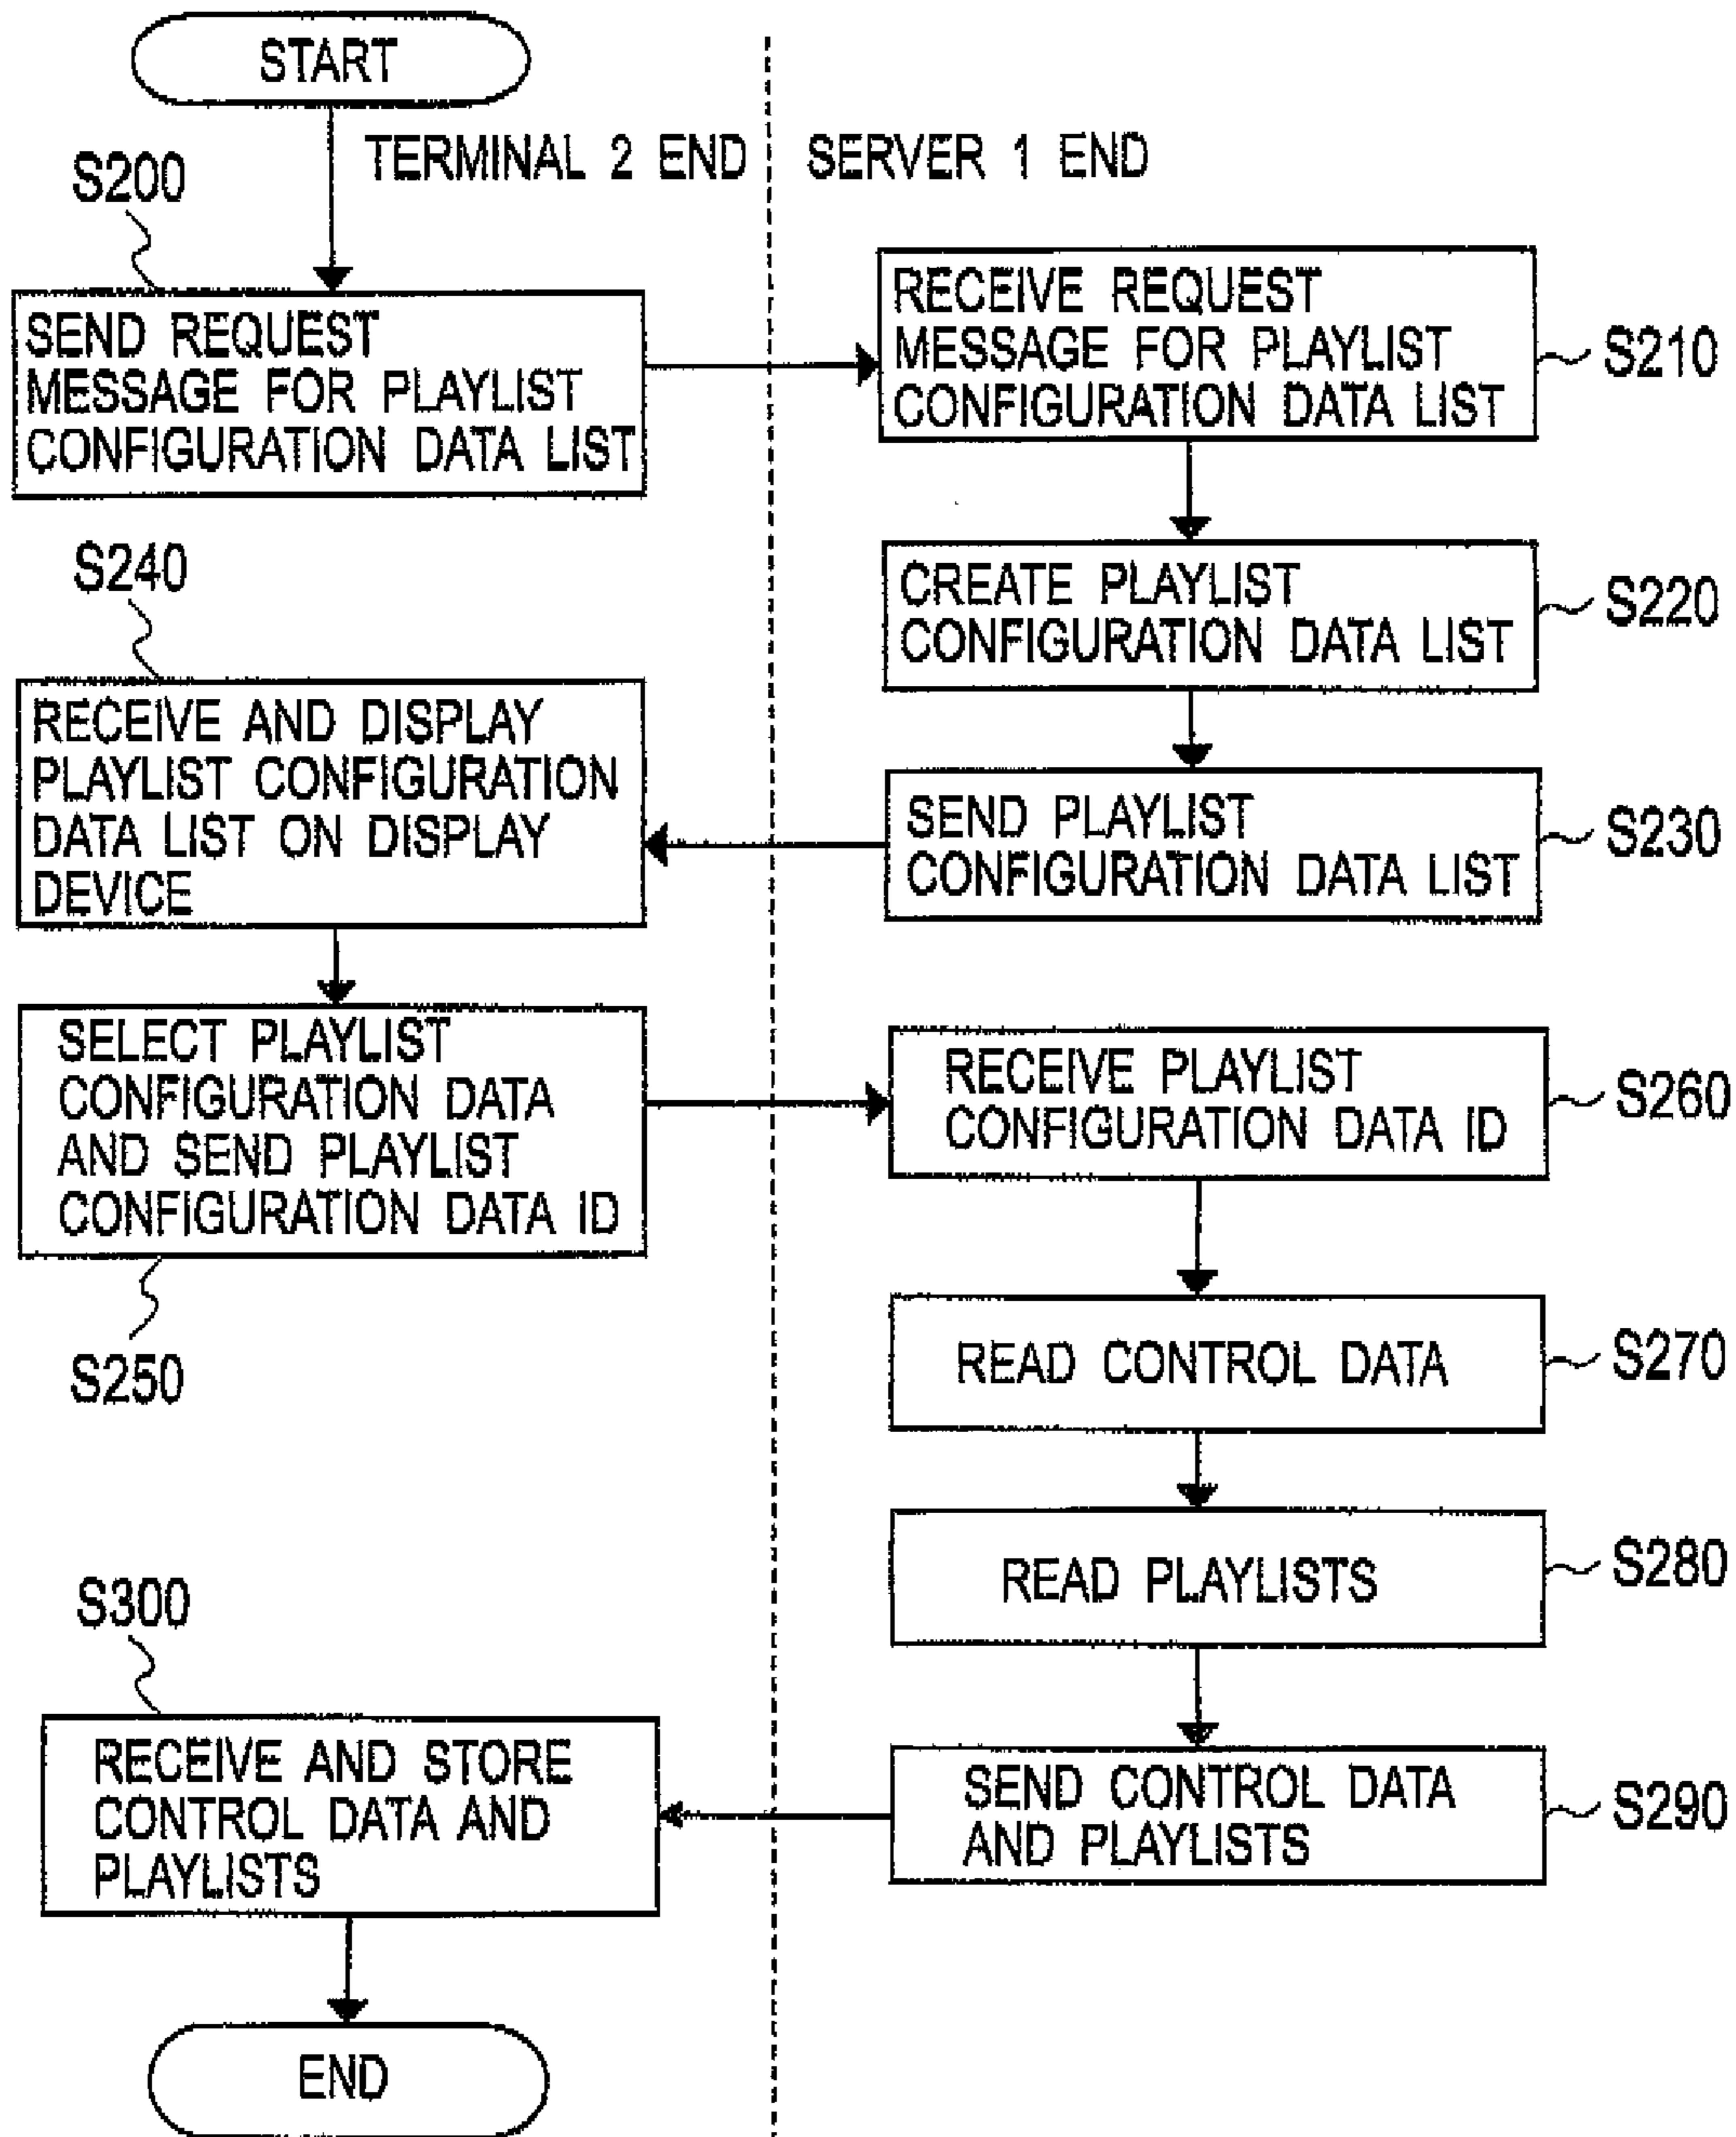 START
TERMINAL 2 END
SERVER 1 END
S200
SEND REQUEST
MESSAGE FOR PLAYLIST
CONFIGURATION DATA LIST
RECEIVE REQUEST
MESSAGE FOR PLAYLIST
CONFIGURATION DATA LIST
S210
CREATE PLAYLIST
CONFIGURATION DATA LIST
S220
SEND PLAYLIST
CONFIGURATION DATA LIST
S230
S240
RECEIVE AND DISPLAY
PLAYLIST CONFIGURATION
DATA LIST ON DISPLAY
DEVICE
SELECT PLAYLIST
CONFIGURATION DATA
AND SEND PLAYLIST
CONFIGURATION DATA ID
S250
RECEIVE PLAYLIST
CONFIGURATION DATA ID
S260
READ CONTROL DATA
S270
READ PLAYLISTS
S280
SEND CONTROL DATA
AND PLAYLISTS
S290
S300
RECEIVE AND STORE
CONTROL DATA AND
PLAYLISTS
END